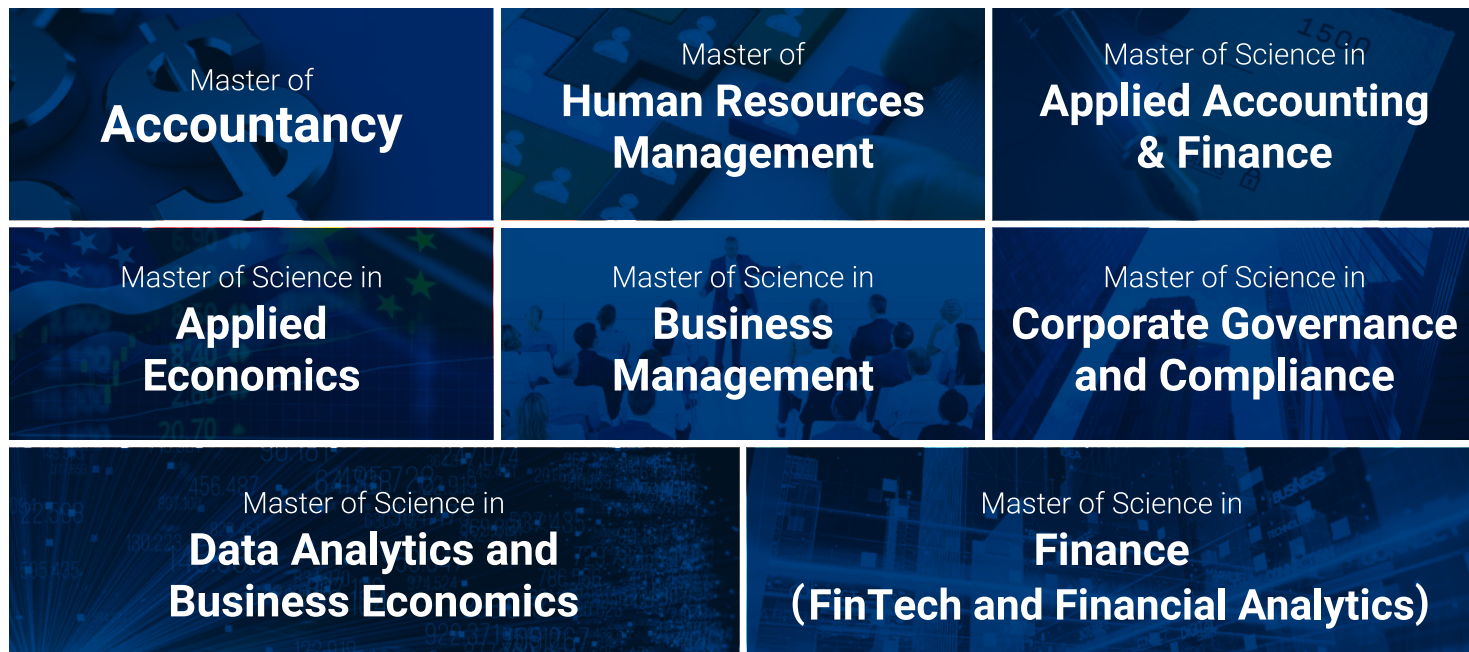 Master of
Accountancy
Master of
Human Resources
Management
Master of Science in
Applied Accounting
& Finance
Master of Science in
Applied
Economics
Master of Science in
Business
Management
Master of Science in
Corporate Governance
and Compliance
Master of Science in
Data Analytics and
Business Economics
Master of Science in
Finance
(FinTech and Financial Analytics)